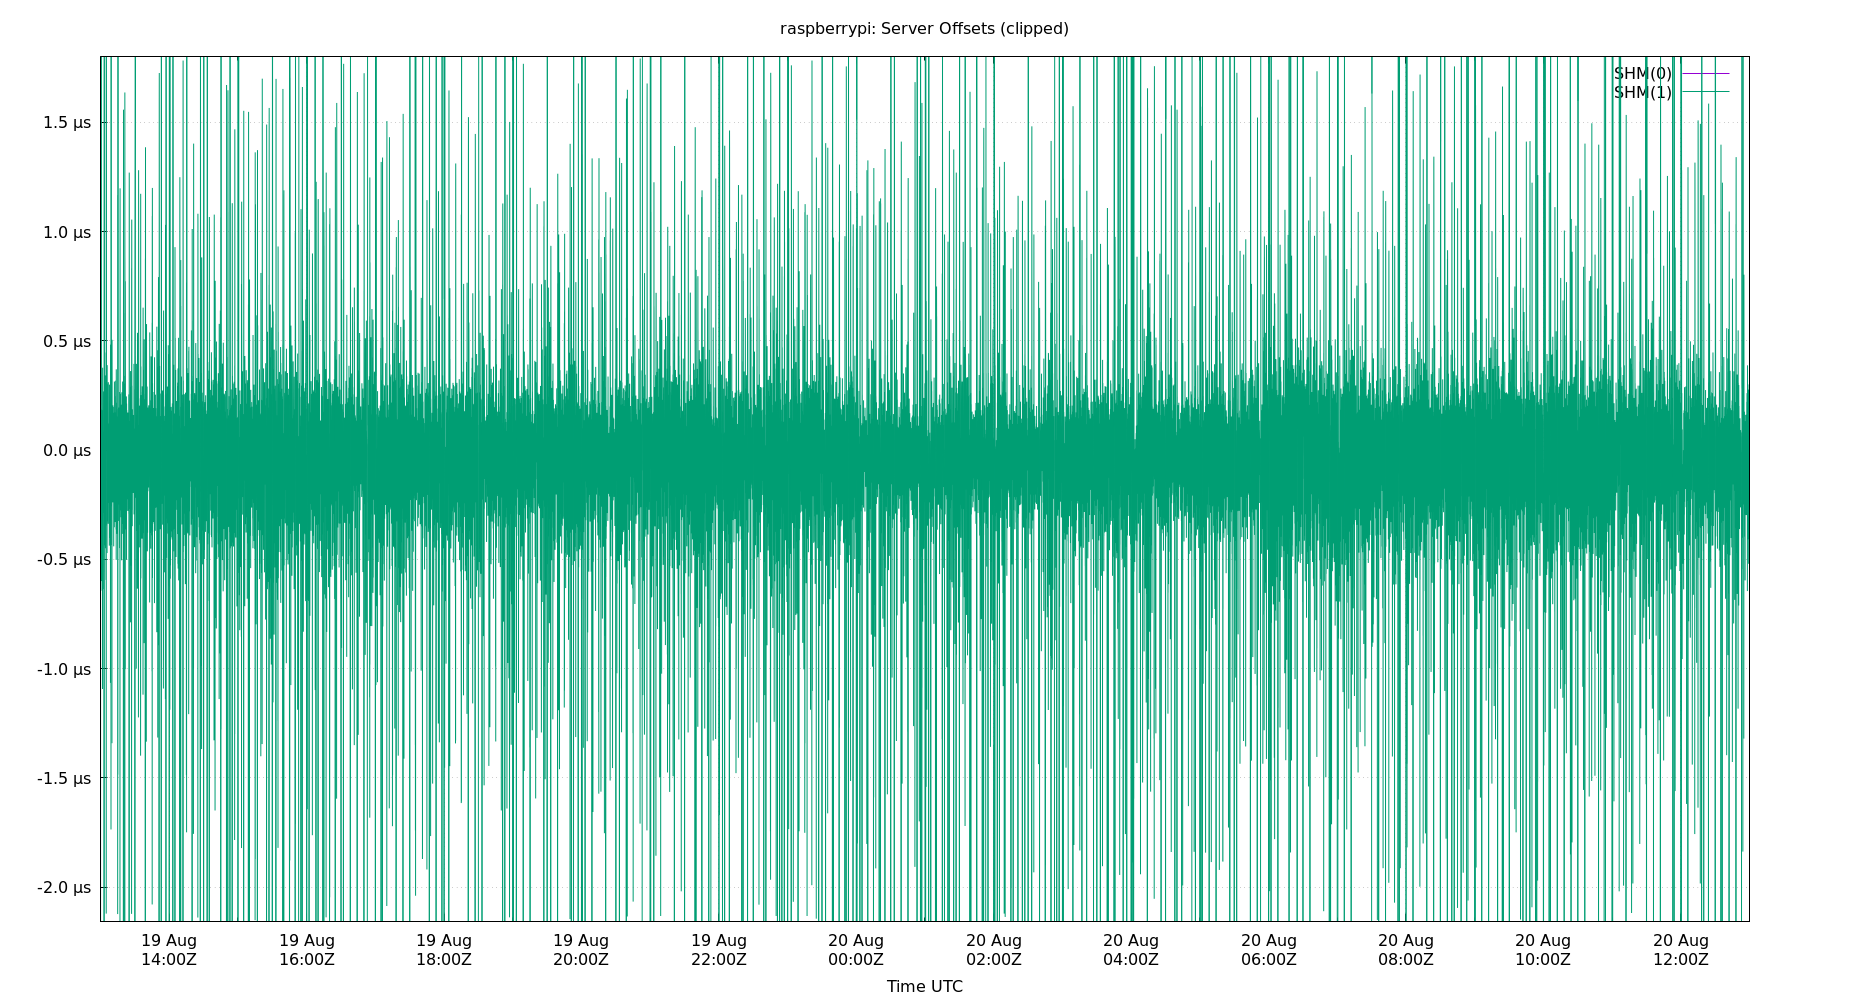 raspberrypi: Server Offsets (clipped)
SHM(0)
SHM(1)
1.5 µs
1.0 µs
0.5 µs
0.0 µs
-0.5 µs
-1.0 µs
-1.5 µs
-2.0 µs
19 Aug 19 Aug 19 Aug 19 Aug 19 Aug 20 Aug 20 Aug 20 Aug 20 Aug 20 Aug 20 Aug 20 Aug
14:00Z 16:00Z 18:00Z 20:00Z 22:00Z 00:00Z 02:00Z 04:00Z 06:00Z 08:00Z 10:00Z 12:00Z
Time UTC